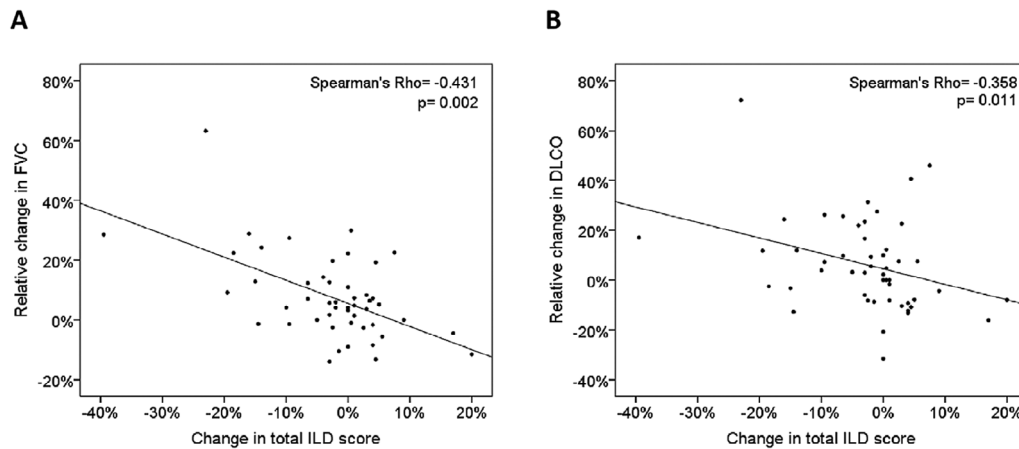 A
Spearman's Rho= -0.431
p= 0.002
80%
60%
40%
20%
0%
-20%
Relative change in FVC
-40% -30% -20% -10% 0% 10% 20%
Change in total ILD score
B
Spearman's Rho= -0.358
p= 0.011
80%
60%
40%
20%
0%
-20%
-40%
Relative change in DLCO
-40% -30% -20% -10% 0% 10% 20%
Change in total ILD score